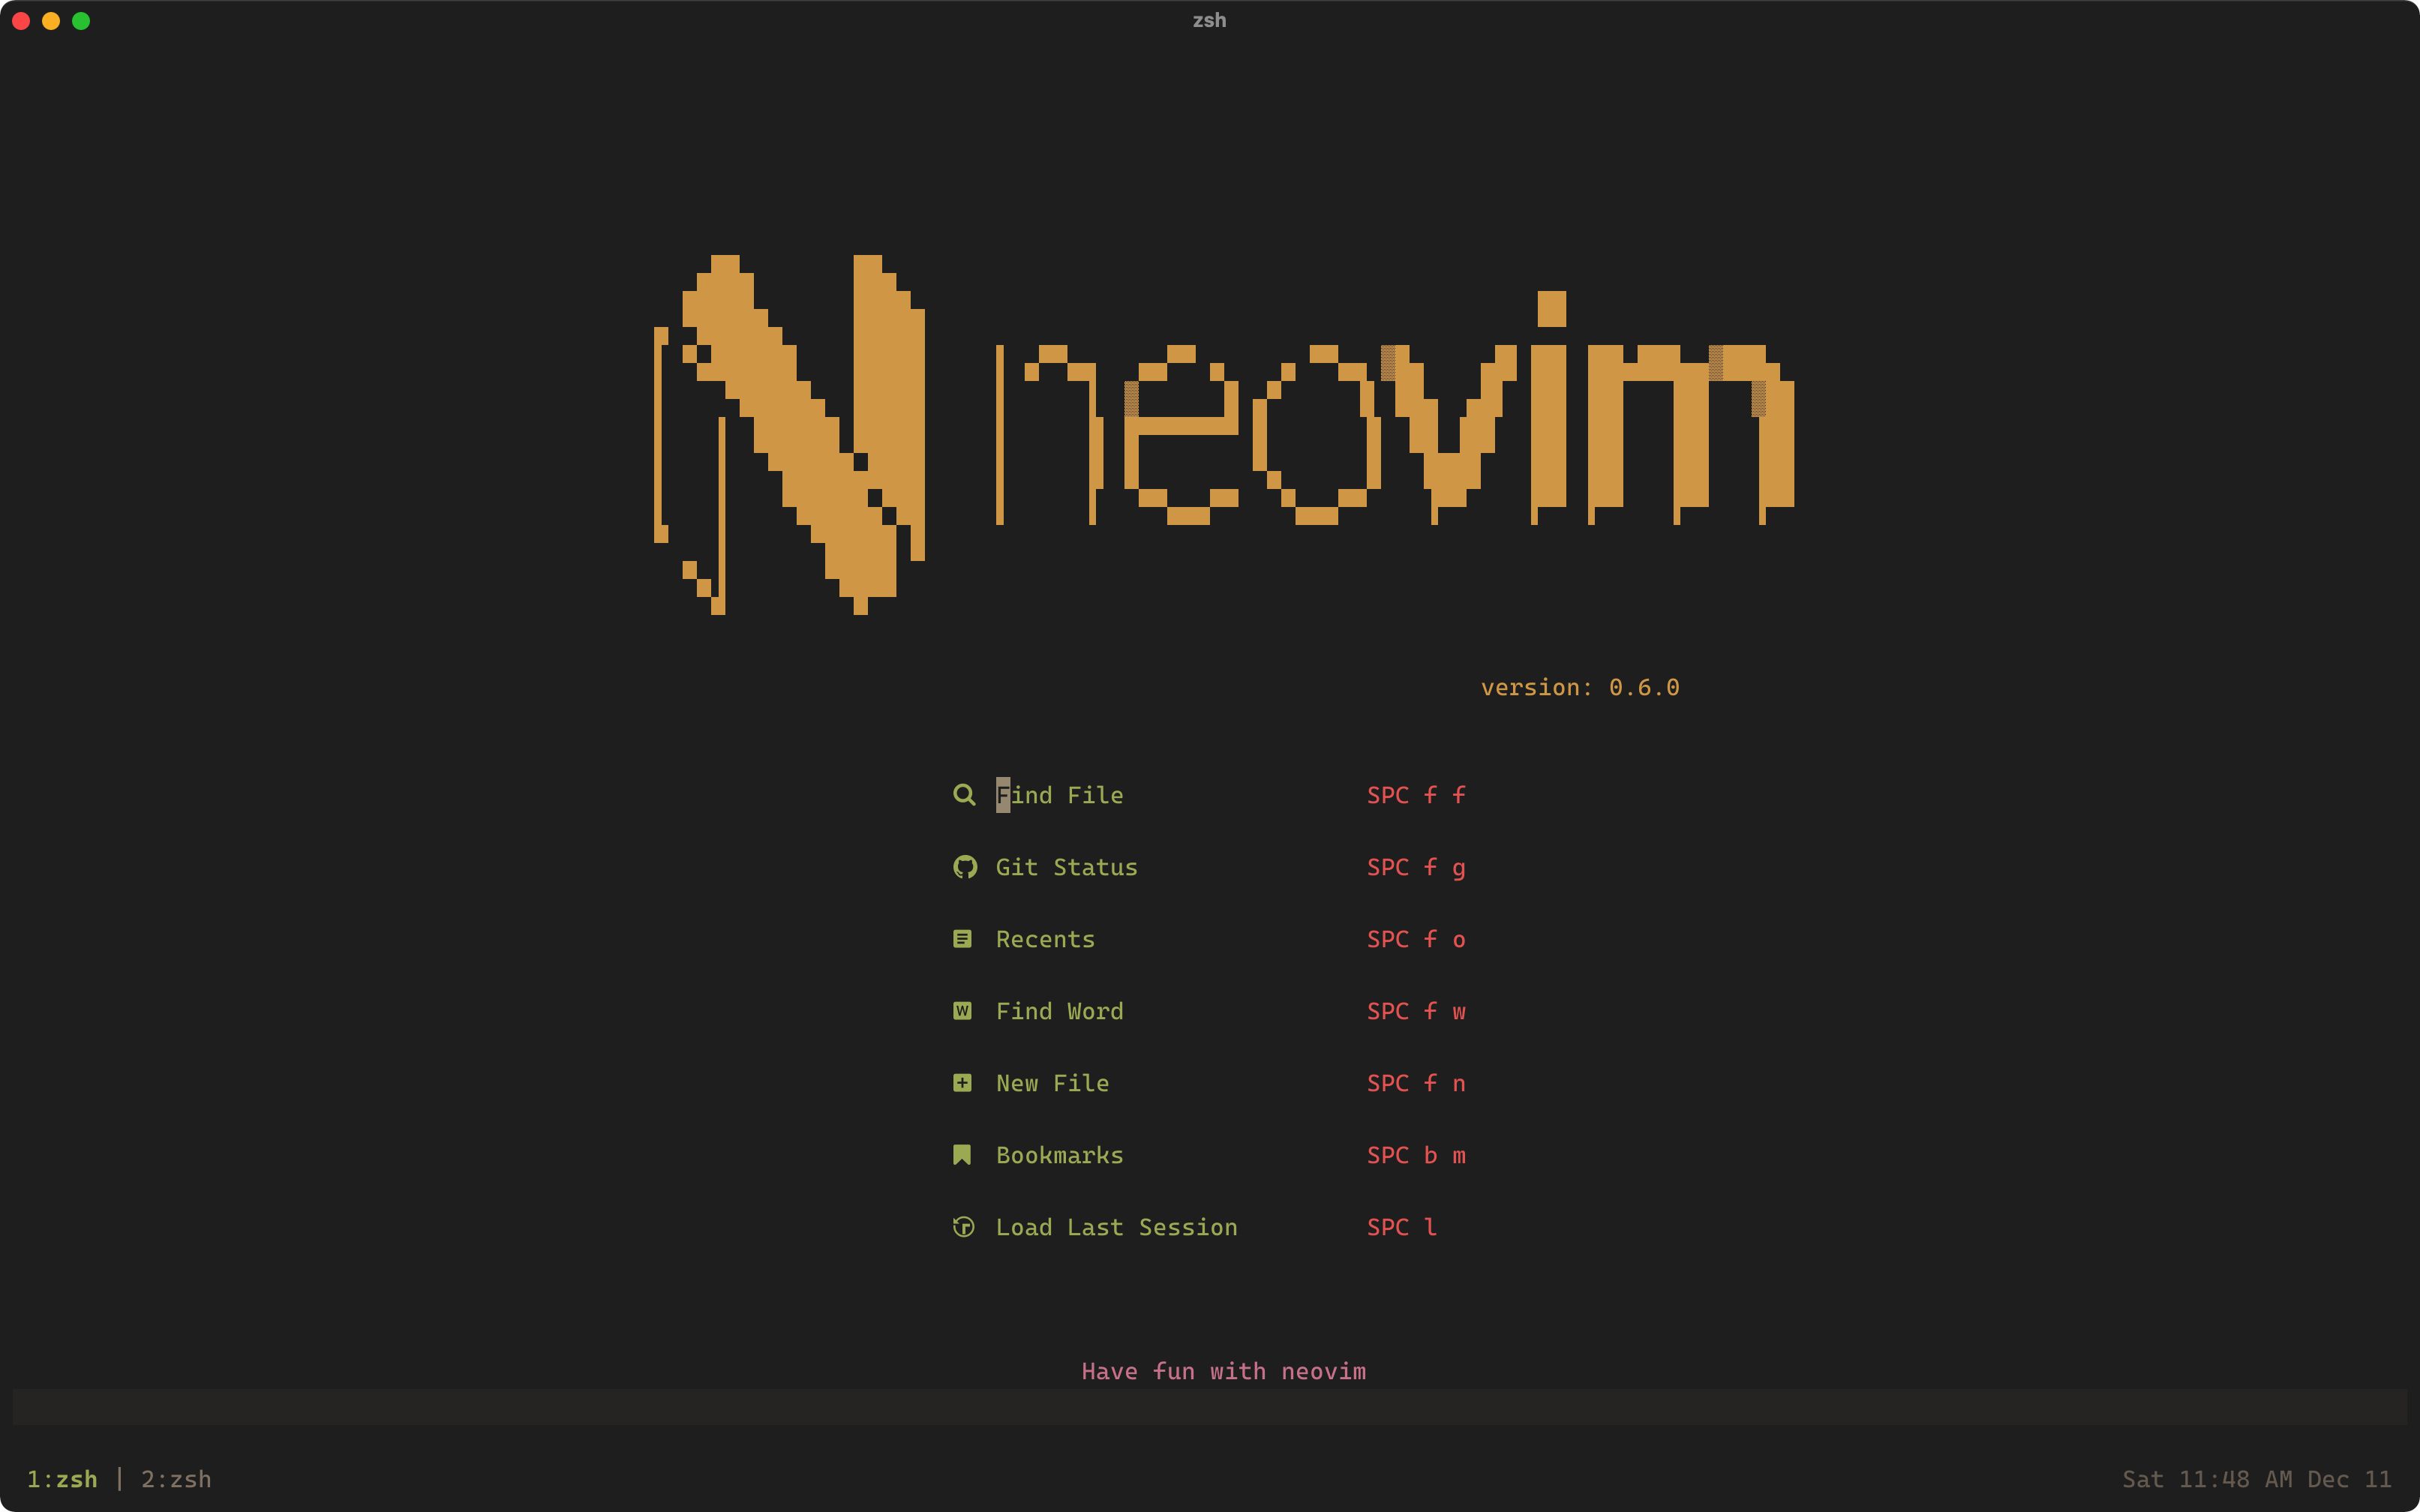 zsh
N neovim
version: 0.6.0
Find File SPC f f
Git Status SPC f g
Recents SPC f o
W Find Word SPC f w
New File SPC f n
Bookmarks SPC b m
Load Last Session SPC l
Have fun with neovim
1:zsh | 2:zsh Sat 11:48 AM Dec 11